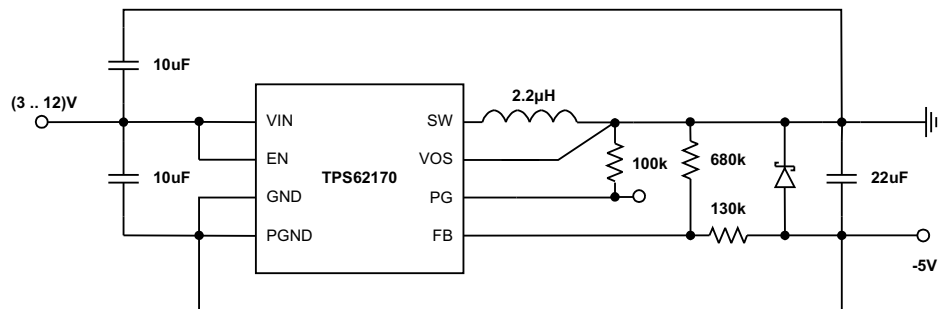 10uF
(3 .. 12)V
10uF
VIN
EN
GND
PGND
TPS62170
SW
VOS
PG
FB
2.2µH
100k
680k
130k
22uF
-5V